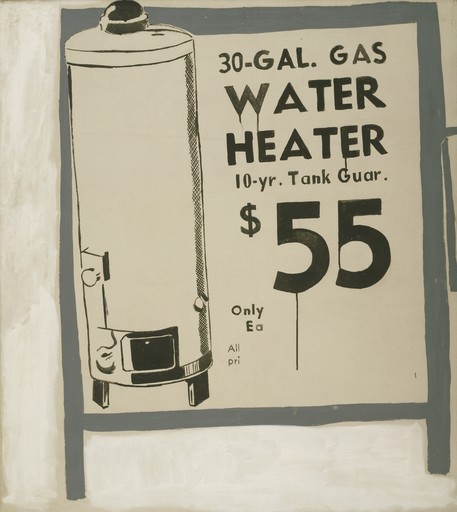 30-GAL. GAS
WATER
HEATER
10-yr. Tank Guar.
$55
Only
Ea
All
pri